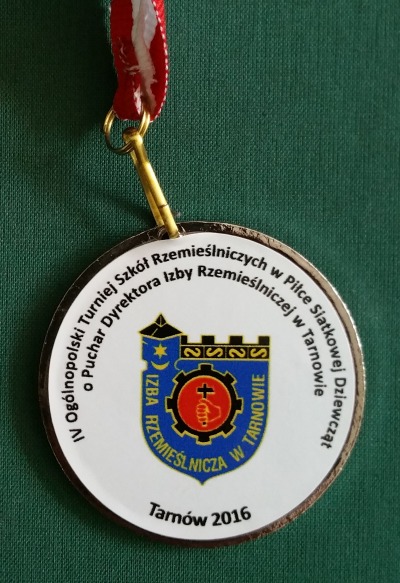 IV Ogólnopolski Turniej Szkół Rzemieślniczych w Piłce Siatkowej Dziewcząt
o Puchar Dyrektora Izby Rzemieślniczej w Tarnowie
IZBA RZEMIEŚLNICZA W TARNOWIE
Tarnów 2016